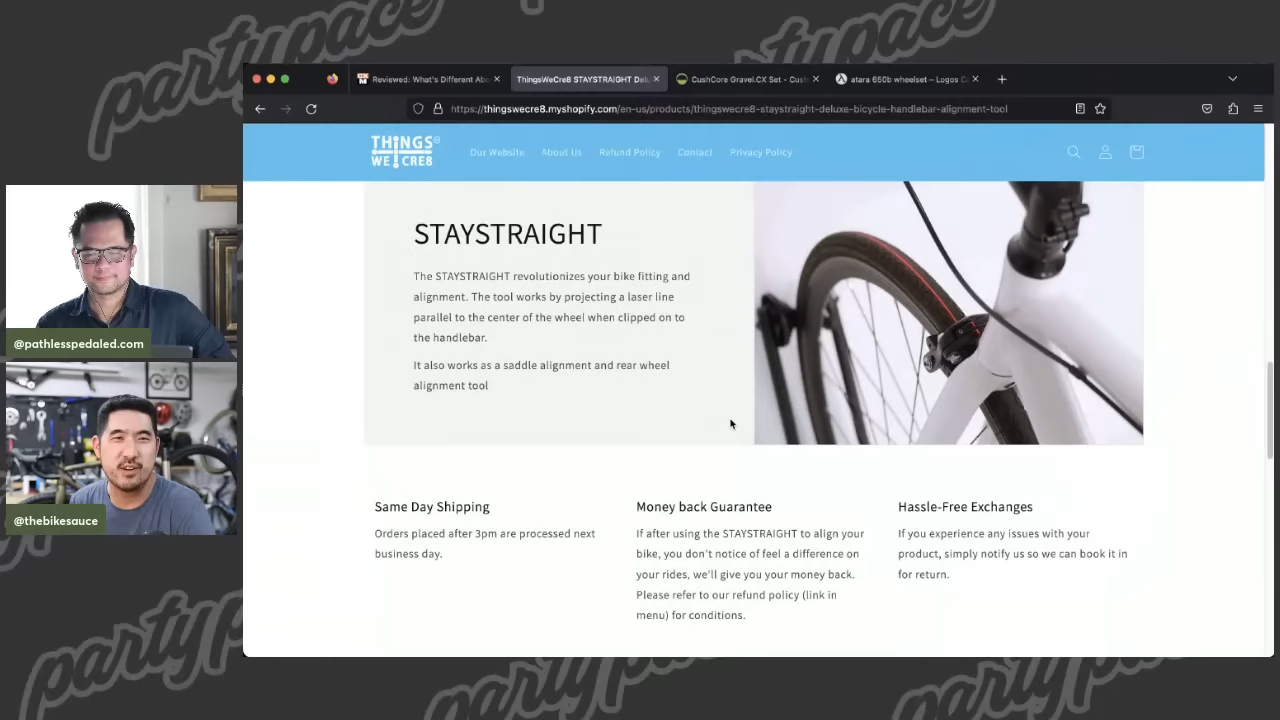 partypace
partypace
Reviewed: What's Different Abo
ThingsWeCre8 STAYSTRAIGHT Delu
CushCore Gravel.CX Set - Cush
atara 650b wheelset – Logos C
https://thingswecre8.myshopify.com/en-us/products/thingswecre8-staystraight-deluxe-bicycle-handlebar-alignment-tool
THINGS
WE CRE8
Our Website
About Us
Refund Policy
Contact
Privacy Policy
STAYSTRAIGHT
The STAYSTRAIGHT revolutionizes your bike fitting and
alignment. The tool works by projecting a laser line
parallel to the center of the wheel when clipped on to
the handlebar.
It also works as a saddle alignment and rear wheel
alignment tool
@pathlesspedaled.com
@thebikesauce
Same Day Shipping
Orders placed after 3pm are processed next
business day.
Money back Guarantee
If after using the STAYSTRAIGHT to align your
bike, you don't notice of feel a difference on
your rides, we'll give you your money back.
Please refer to our refund policy (link in
menu) for conditions.
Hassle-Free Exchanges
If you experience any issues with your
product, simply notify us so we can book it in
for return.
partypace
partypace
partypace